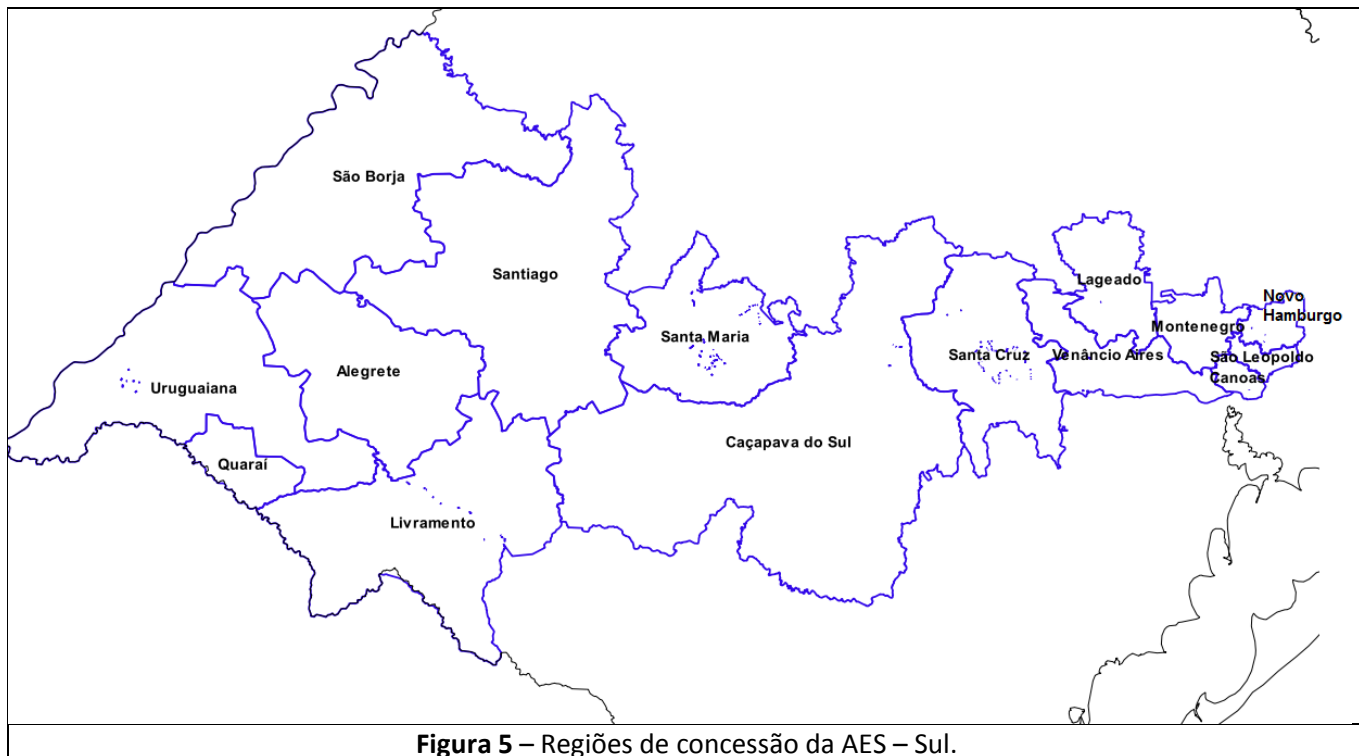 São Borja
Santiago
Lageado
Novo
Hamburgo
Montenegro
Santa Maria
Santa Cruz
Venâncio Aires
São Leopoldo
Canoas
Alegrete
Uruguaiana
Caçapava do Sul
Quaraí
Livramento
Figura 5 – Regiões de concessão da AES – Sul.